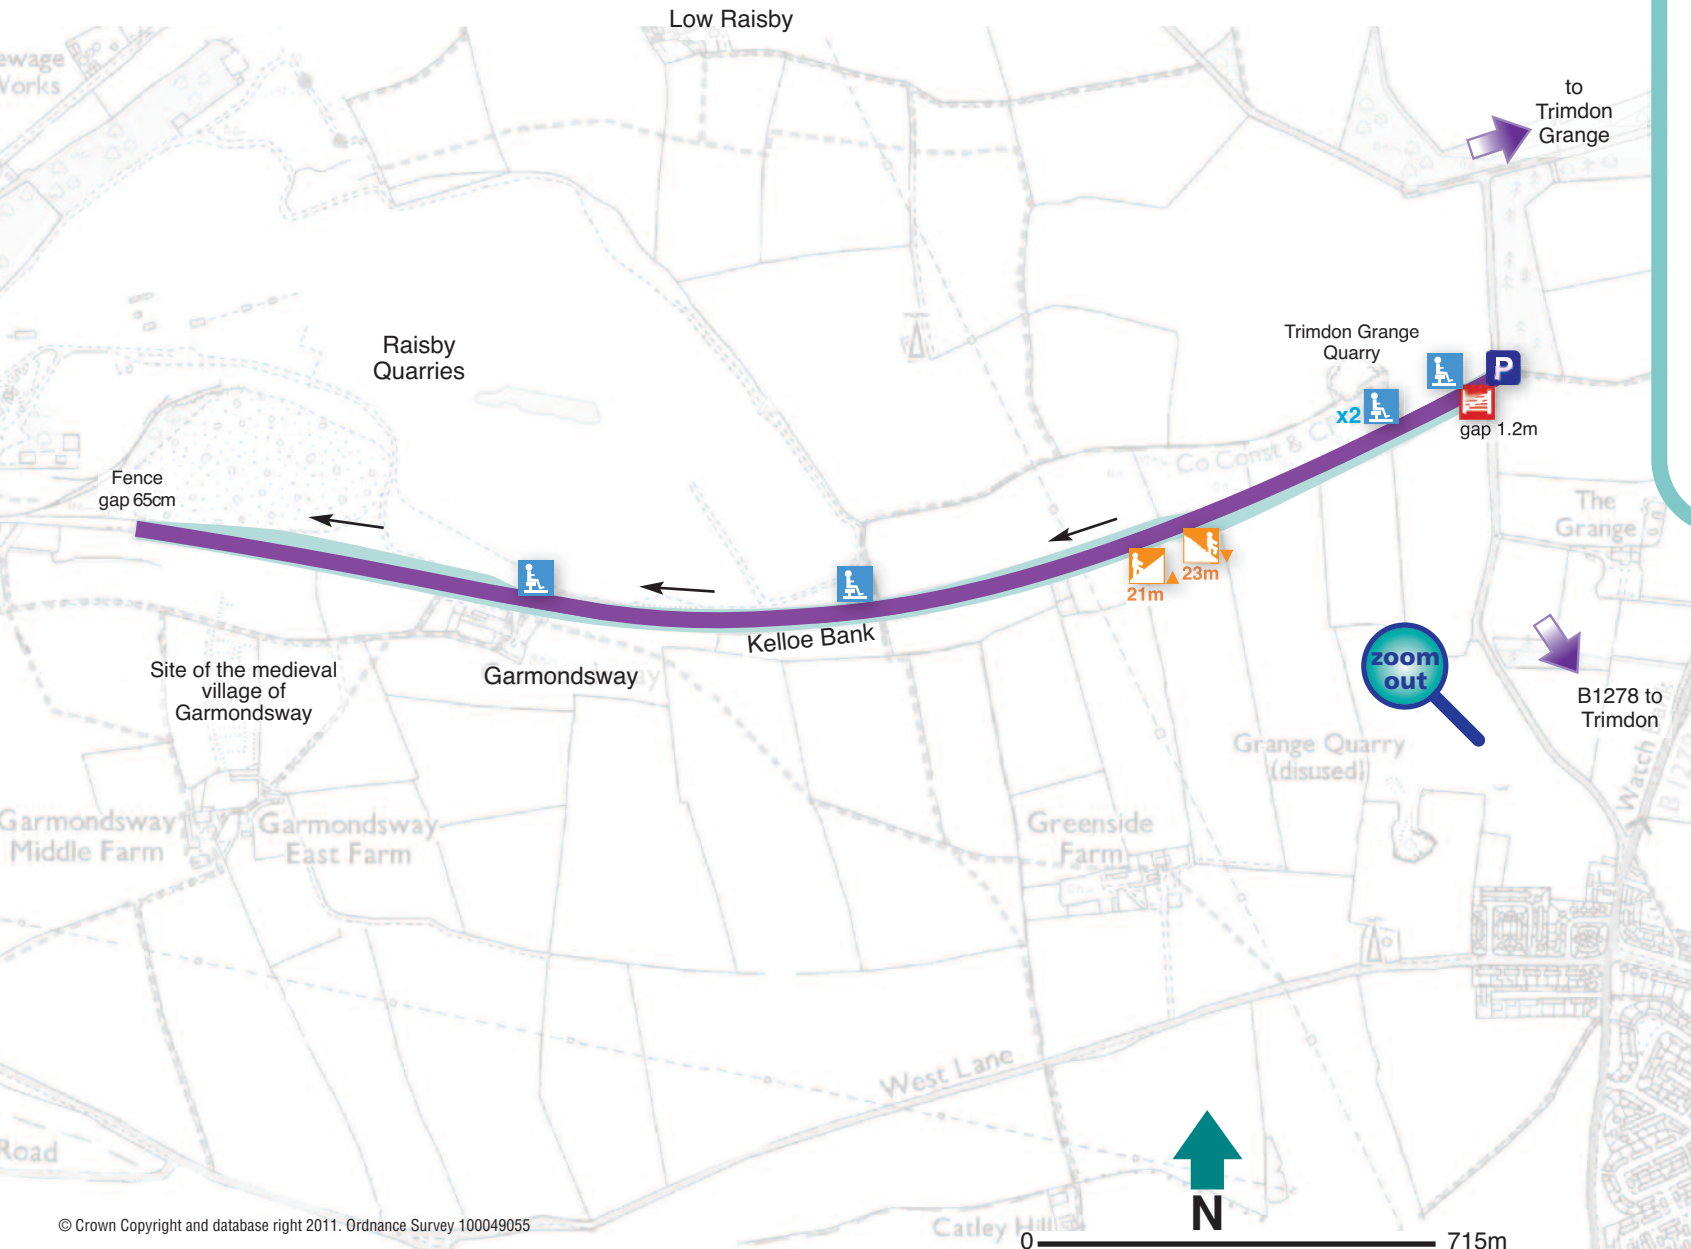 Low Raisby
ewage
Works
to
Trimdon
Grange
Raisby
Quarries
Trimdon Grange
Quarry
P
x2
gap 1.2m
Co Const &
Fence
gap 65cm
The
Grange
23m
21m
Kelloe Bank
Garmondsway
Site of the medieval
village of
Garmondsway
zoom
out
B1278 to
Trimdon
Grange Quarry
(disused)
Garmondsway
Middle Farm
Garmondsway
East Farm
Greenside
Farm
West Lane
Road
N
Catley Hill
© Crown Copyright and database right 2011. Ordnance Survey 100049055
0
715m